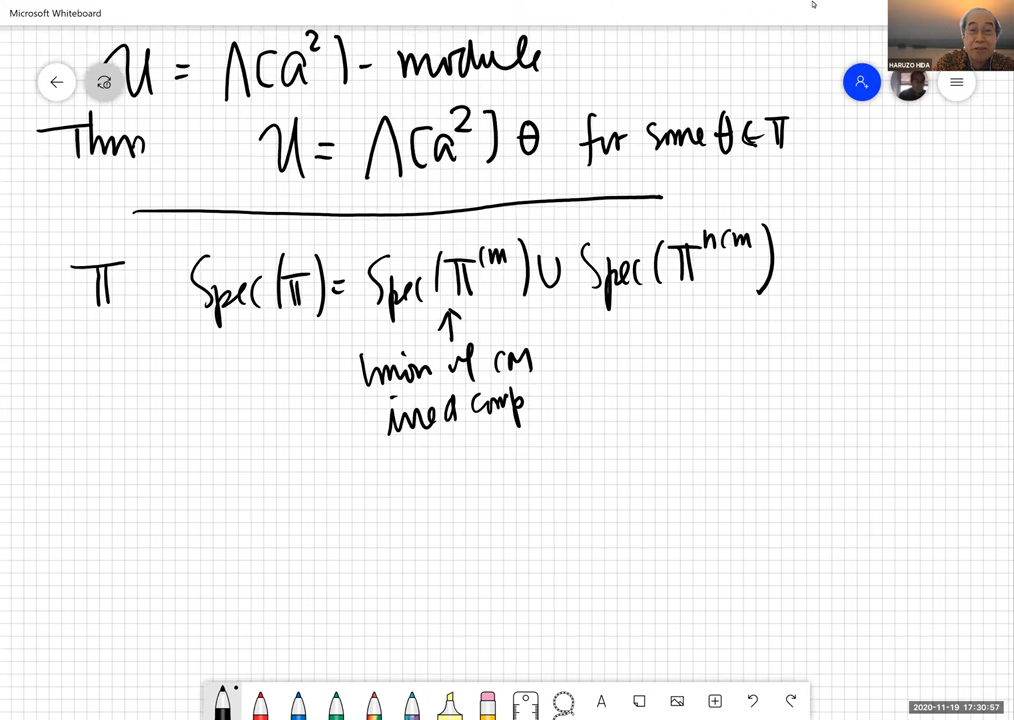 Microsoft Whiteboard
HARUZO HIDA
𝒰 = Λ[a²]-module
Then 𝒰 = Λ[a²]θ for some θ ∈ 𝕋
𝕋 Spec(𝕋) = Spec(𝕋^cm) ∪ Spec(𝕋^ncm)
↑
Union of CM
irred comp
A
2020-11-19 17:30:57